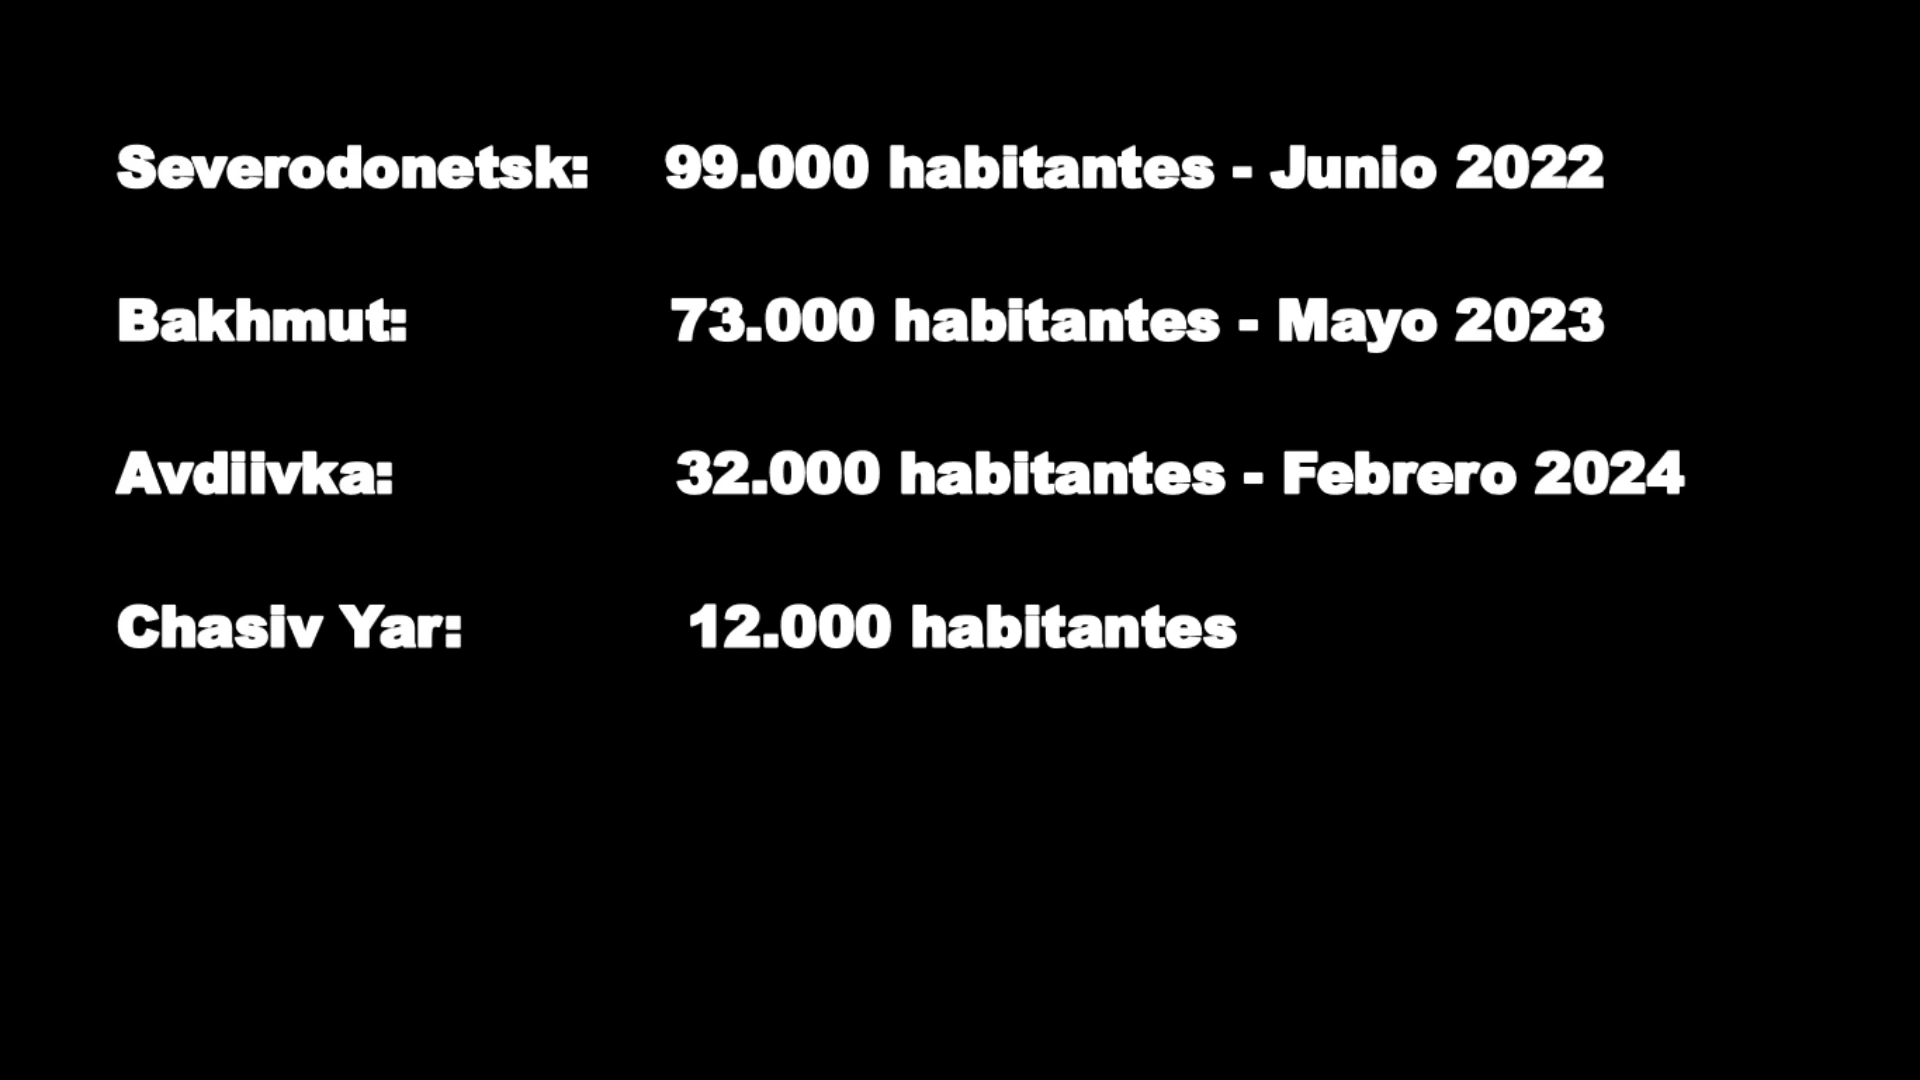 Severodonetsk: 99.000 habitantes - Junio 2022
Bakhmut: 73.000 habitantes - Mayo 2023
Avdiivka: 32.000 habitantes - Febrero 2024
Chasiv Yar: 12.000 habitantes